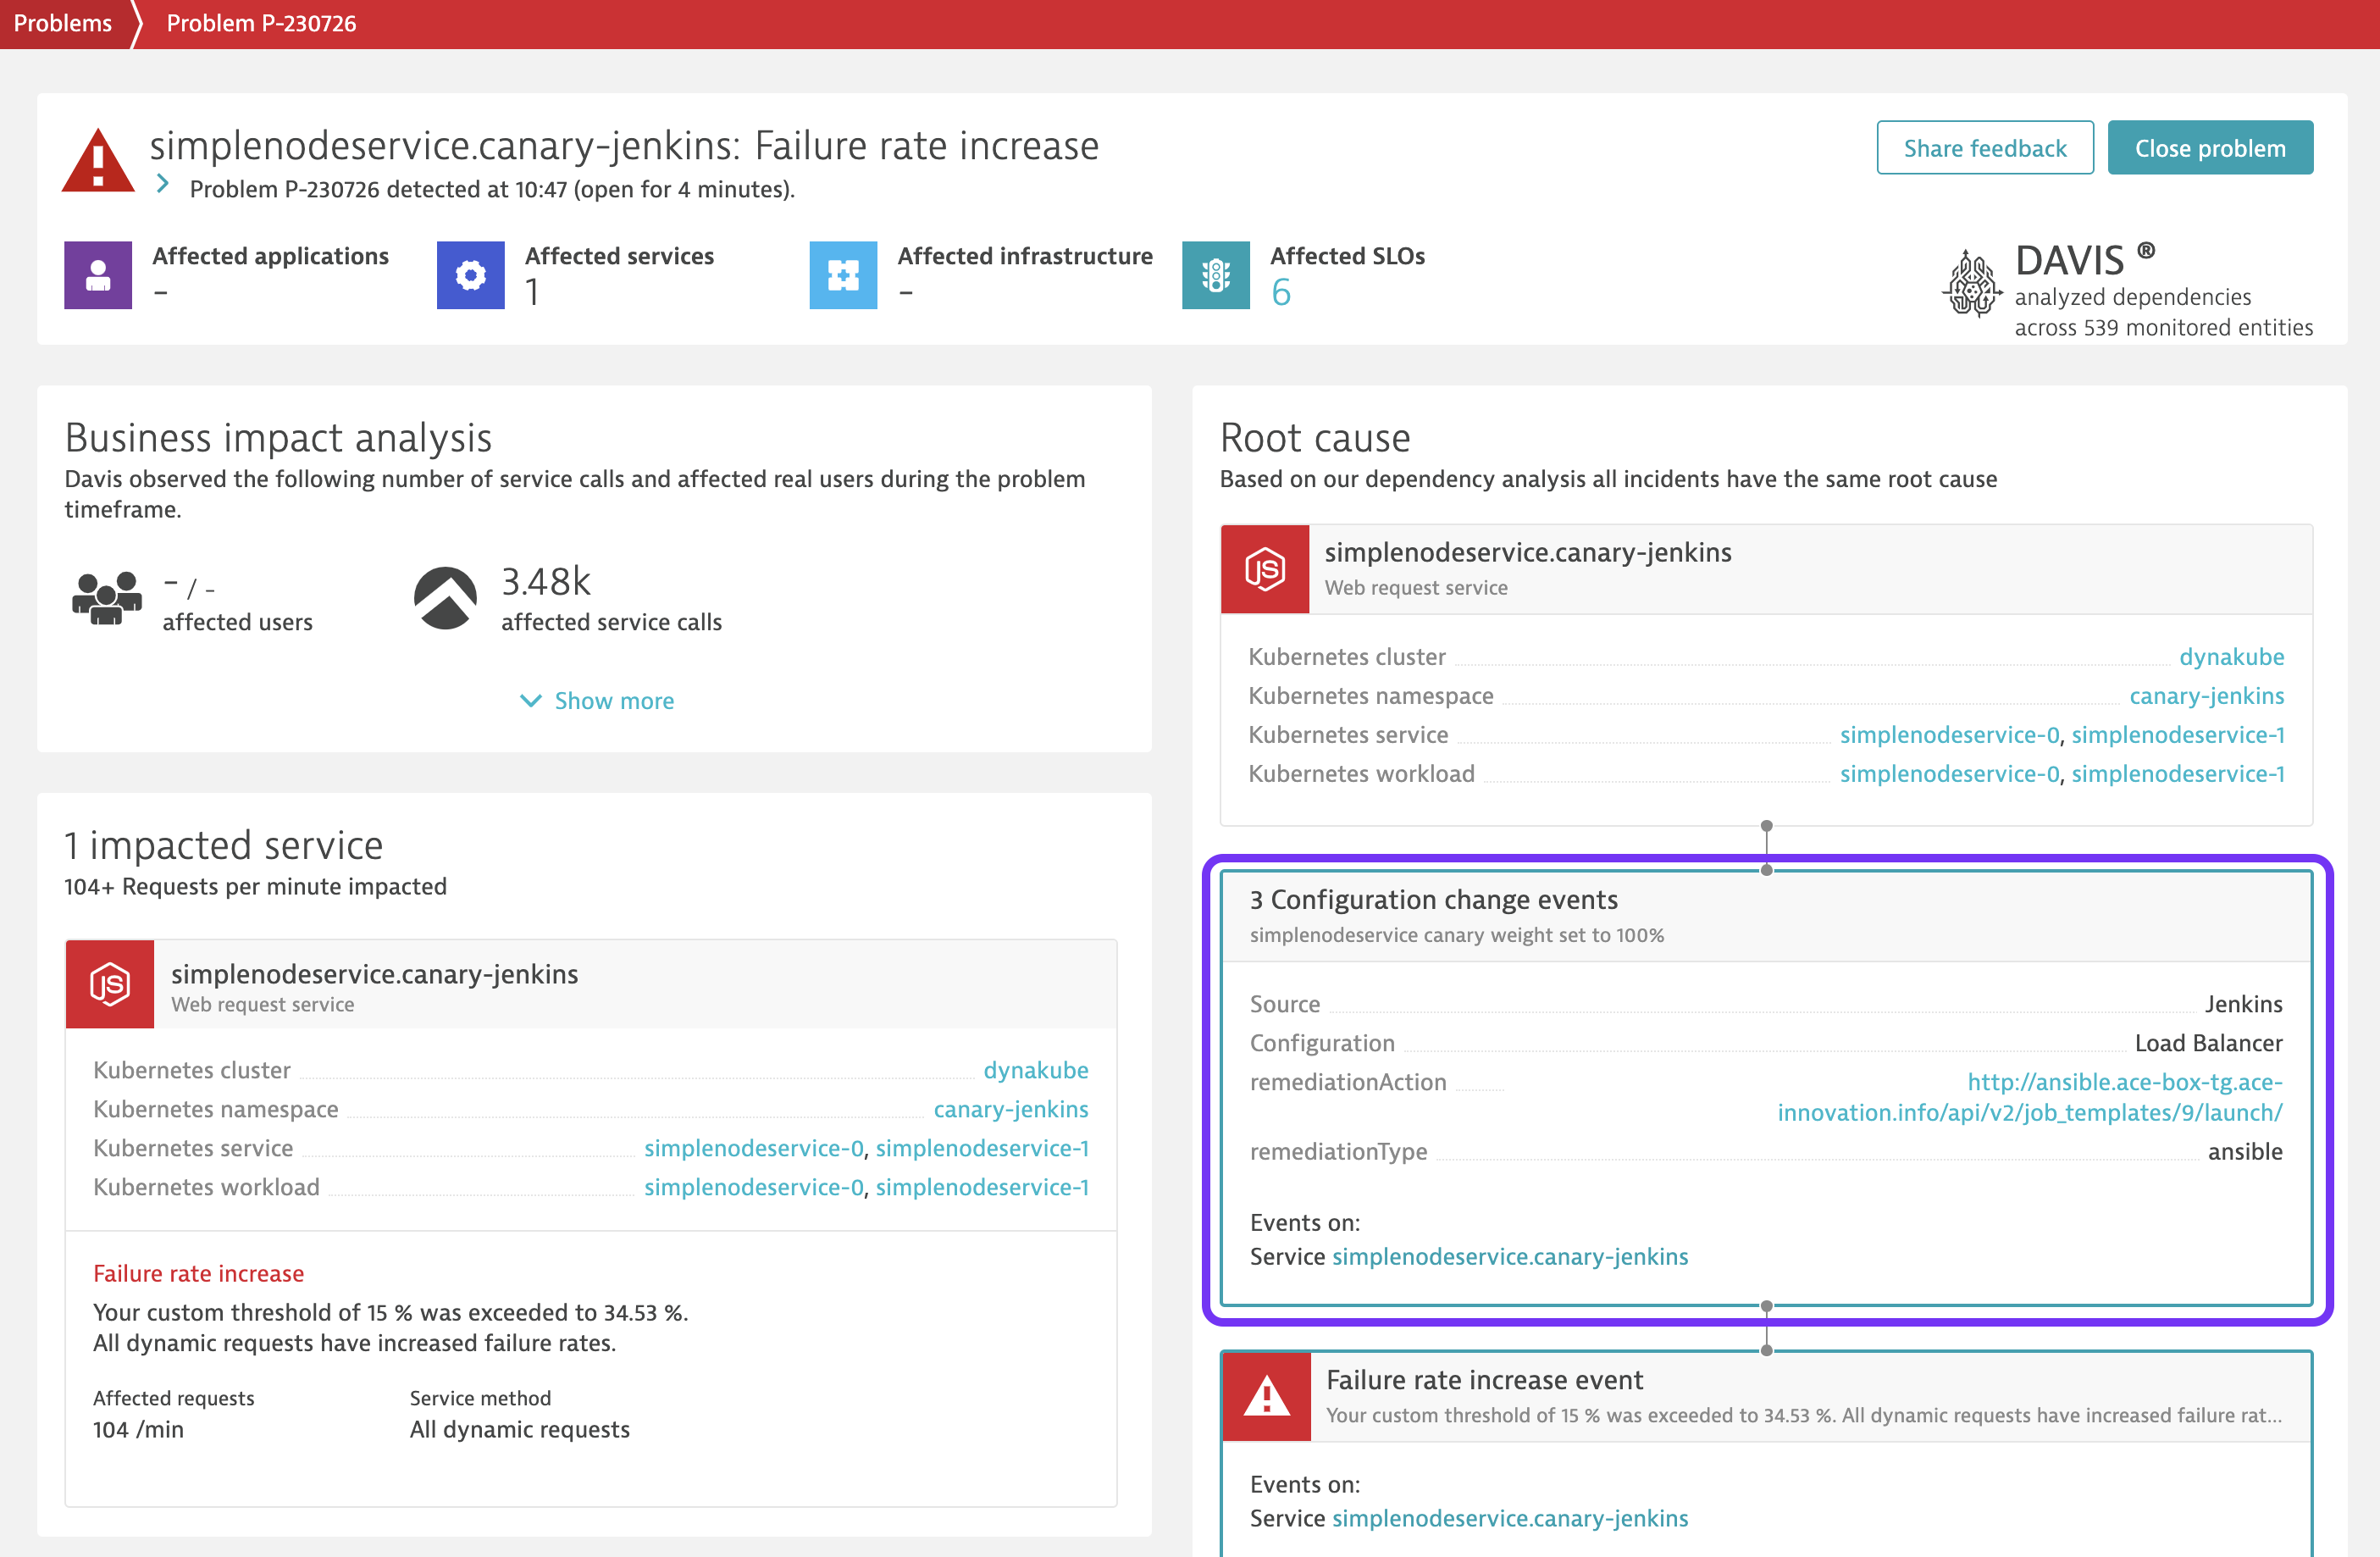 Problems
Problem P-230726
simplenodeservice.canary-jenkins: Failure rate increase
Problem P-230726 detected at 10:47 (open for 4 minutes).
Share feedback
Close problem
Affected applications
-
Affected services
1
Affected infrastructure
-
Affected SLOs
6
DAVIS ®
analyzed dependencies
across 539 monitored entities
Business impact analysis
Davis observed the following number of service calls and affected real users during the problem
timeframe.
- / -
affected users
3.48k
affected service calls
Show more
1 impacted service
104+ Requests per minute impacted
JS
simplenodeservice.canary-jenkins
Web request service
Kubernetes cluster dynakube
Kubernetes namespace canary-jenkins
Kubernetes service simplenodeservice-0, simplenodeservice-1
Kubernetes workload simplenodeservice-0, simplenodeservice-1
Failure rate increase
Your custom threshold of 15 % was exceeded to 34.53 %.
All dynamic requests have increased failure rates.
Affected requests
104 /min
Service method
All dynamic requests
Root cause
Based on our dependency analysis all incidents have the same root cause
JS
simplenodeservice.canary-jenkins
Web request service
Kubernetes cluster dynakube
Kubernetes namespace canary-jenkins
Kubernetes service simplenodeservice-0, simplenodeservice-1
Kubernetes workload simplenodeservice-0, simplenodeservice-1
3 Configuration change events
simplenodeservice canary weight set to 100%
Source Jenkins
Configuration Load Balancer
remediationAction http://ansible.ace-box-tg.ace-
innovation.info/api/v2/job_templates/9/launch/
remediationType ansible
Events on:
Service simplenodeservice.canary-jenkins
Failure rate increase event
Your custom threshold of 15 % was exceeded to 34.53 %. All dynamic requests have increased failure rat...
Events on:
Service simplenodeservice.canary-jenkins